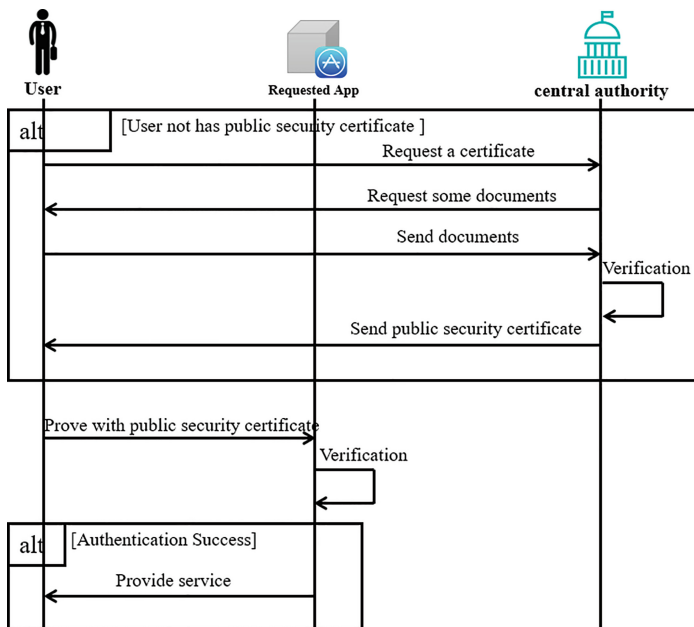 User
Requested App
central authority
alt
[User not has public security certificate ]
Request a certificate
Request some documents
Send documents
Verification
Send public security certificate
Prove with public security certificate
Verification
alt
[Authentication Success]
Provide service